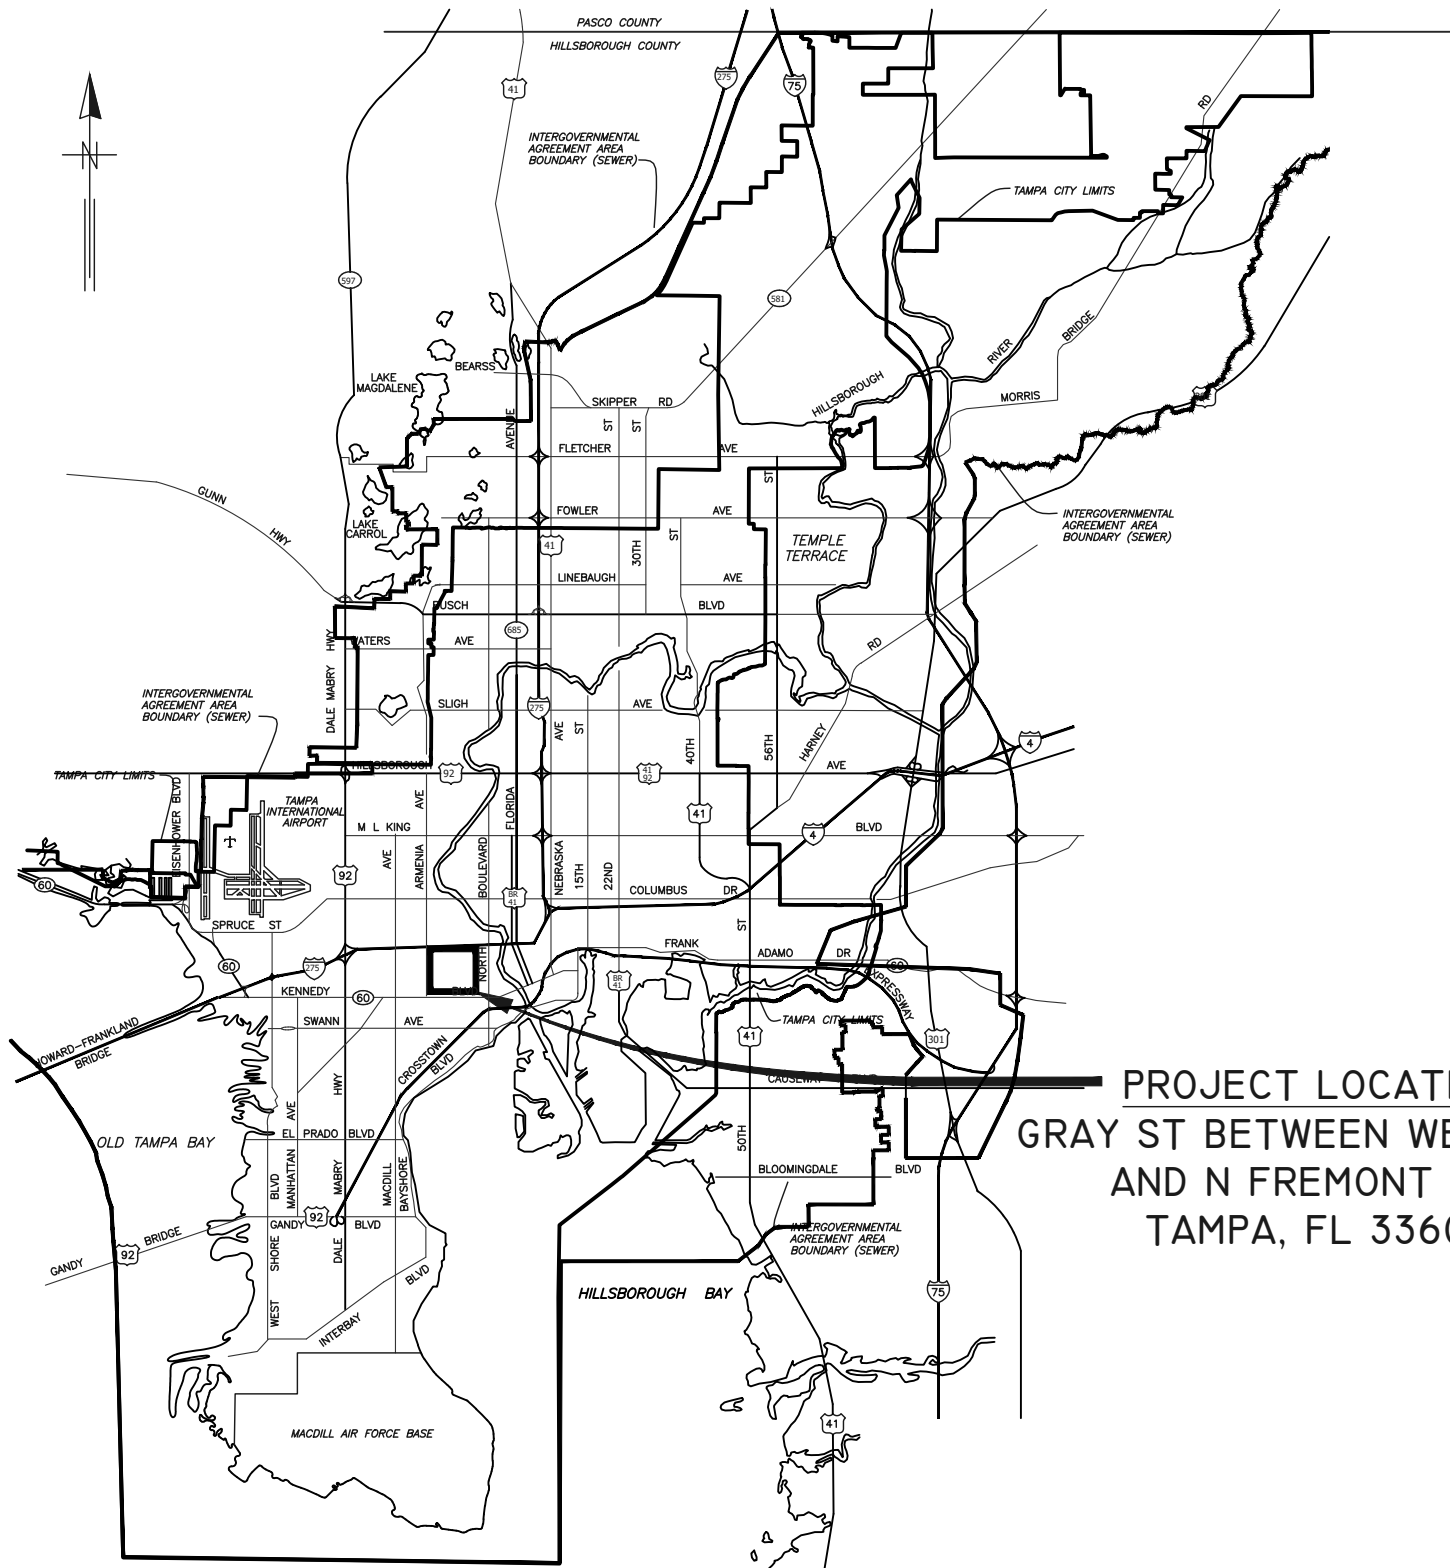 PASCO COUNTY
HILLSBOROUGH COUNTY
41
275
75
RD
INTERGOVERNMENTAL
AGREEMENT AREA
BOUNDARY (SEWER)
N
TAMPA CITY LIMITS
597
581
BRIDGE
RIVER
BEARSS
LAKE
MAGDALENE
HILLSBOROUGH
MORRIS
SKIPPER RD
ST
ST
AVENUE
FLETCHER AVE
ST
GUNN
HWY
LAKE
CARROL
FOWLER AVE
INTERGOVERNMENTAL
AGREEMENT AREA
BOUNDARY (SEWER)
41
30TH
ST
TEMPLE
TERRACE
LINEBAUGH AVE
BUSCH BLVD
685
HWY
AVE
RD
DALE MABRY
INTERGOVERNMENTAL
AGREEMENT AREA
BOUNDARY (SEWER)
SLIGH AVE
275
AVE
ST
40TH
56TH
HARNEY
4
TAMPA CITY LIMITS
HILLSBOROUGH
92
41
92
AVE
BLVD
TAMPA
INTERNATIONAL
AIRPORT
AVE
FLORIDA
41
M L KING
4
BLVD
AVE
ARMENIA
BOULEVARD
NEBRASKA
15TH
22ND
60
92
BR
41
COLUMBUS DR
SPRUCE ST
ST
NORTH
FRANK ADAMO DR
60
275
60
EXPRESSWAY
BR
41
KENNEDY
60
SWANN AVE
TAMPA CITY LIMITS
41
301
HOWARD-FRANKLAND
BRIDGE
CROSSTOWN
BLVD
HWY
CAUSEWAY
PROJECT LOCATI
GRAY ST BETWEEN WE
AND N FREMONT
TAMPA, FL 3360
OLD TAMPA BAY
AVE
EL PRADO BLVD
50TH
MANHATTAN
BLVD
MABRY
MACDILL
BAYSHORE
BLOOMINGDALE BLVD
92
GANDY BLVD
INTERGOVERNMENTAL
AGREEMENT AREA
BOUNDARY (SEWER)
BRIDGE
92
GANDY
SHORE
DALE
BLVD
WEST
INTERBAY
HILLSBOROUGH BAY
75
41
MACDILL AIR FORCE BASE